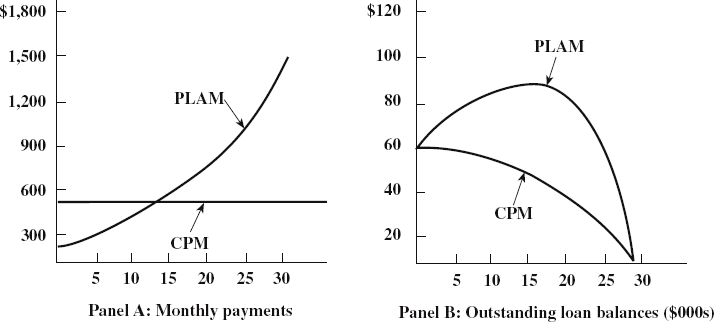 $1,800
1,500
1,200
900
600
300
PLAM
CPM
5 10 15 20 25 30
Panel A: Monthly payments
$120
100
80
60
40
20
PLAM
CPM
5 10 15 20 25 30
Panel B: Outstanding loan balances ($000s)